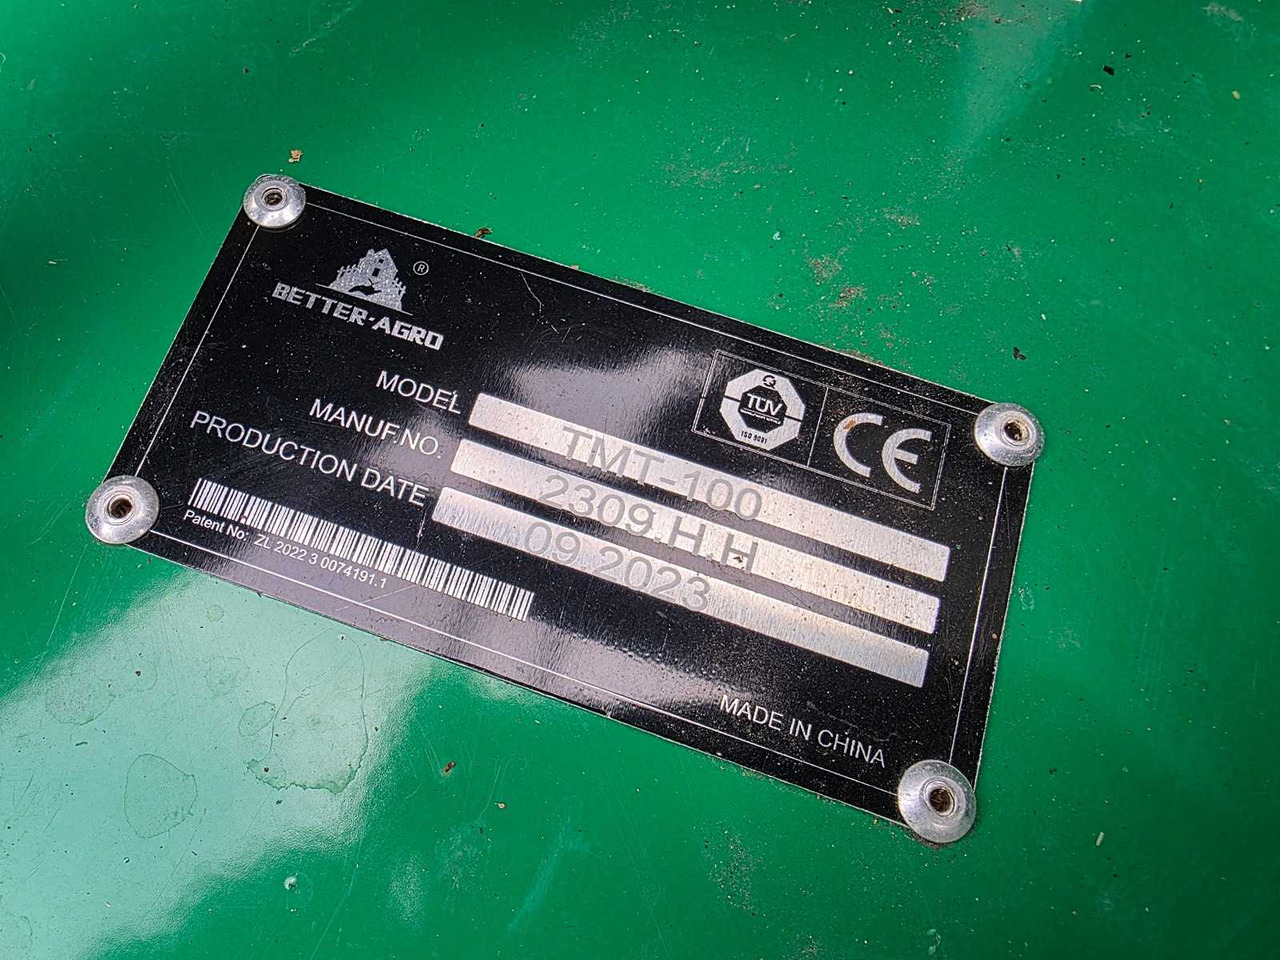 ®
BETTER-AGRO
TÜV
ISO 9001
CE
MODEL TMT-100
MANUF.NO. 2309.H.H
PRODUCTION DATE 09.2023
Patent No: ZL 2022 3 0074191.1
MADE IN CHINA